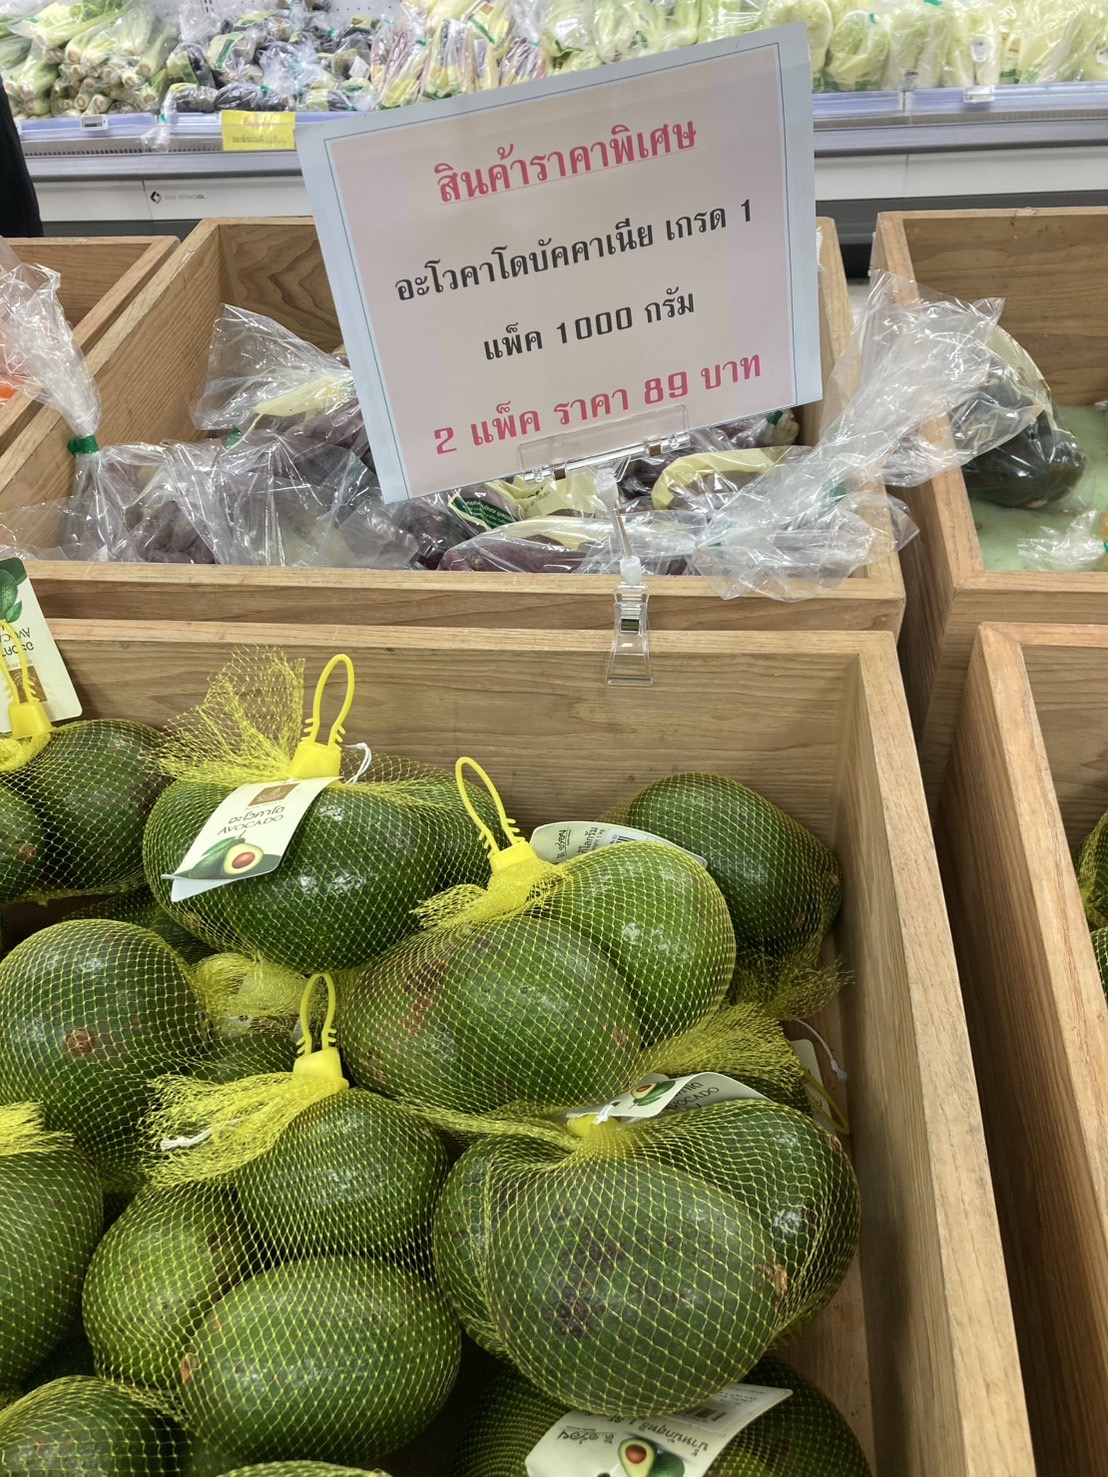 สินค้าราคาพิเศษ
อะโวคาโดบัคคาเนีย เกรด 1
แพ็ค 1000 กรัม
2 แพ็ค ราคา 89 บาท
อะโวคาโด
AVOCADO
AVOCADO